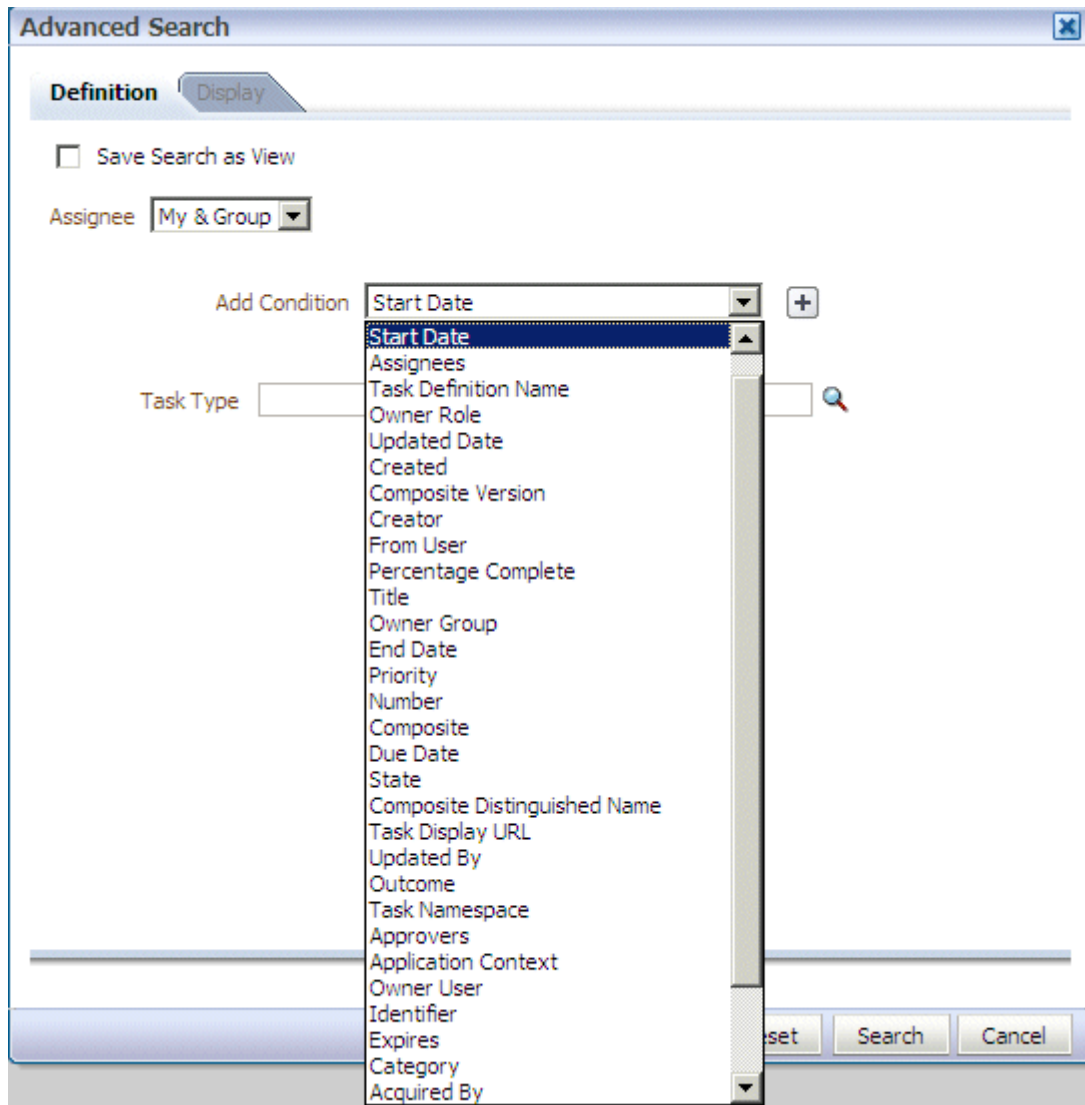 Advanced Search
Definition Display
Save Search as View
Assignee My & Group
Add Condition Start Date
Start Date
Assignees
Task Definition Name
Task Type
Owner Role
Updated Date
Created
Composite Version
Creator
From User
Percentage Complete
Title
Owner Group
End Date
Priority
Number
Composite
Due Date
State
Composite Distinguished Name
Task Display URL
Updated By
Outcome
Task Namespace
Approvers
Application Context
Owner User
Identifier
Expires
Category
Acquired By
set Search Cancel